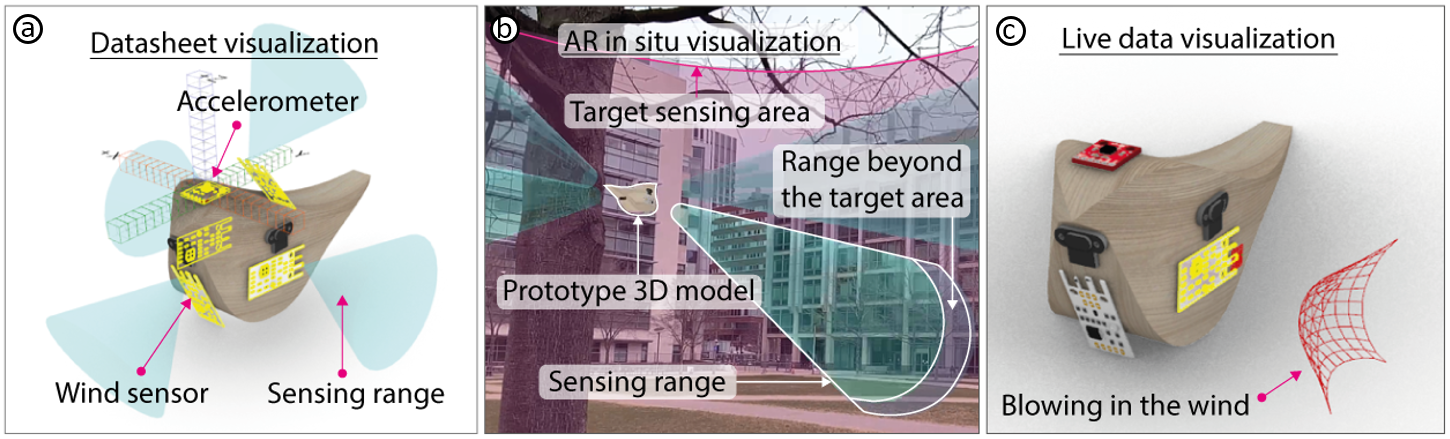 a
Datasheet visualization
Accelerometer
Wind sensor
Sensing range
b
AR in situ visualization
Target sensing area
Range beyond
the target area
Prototype 3D model
Sensing range
c
Live data visualization
Blowing in the wind